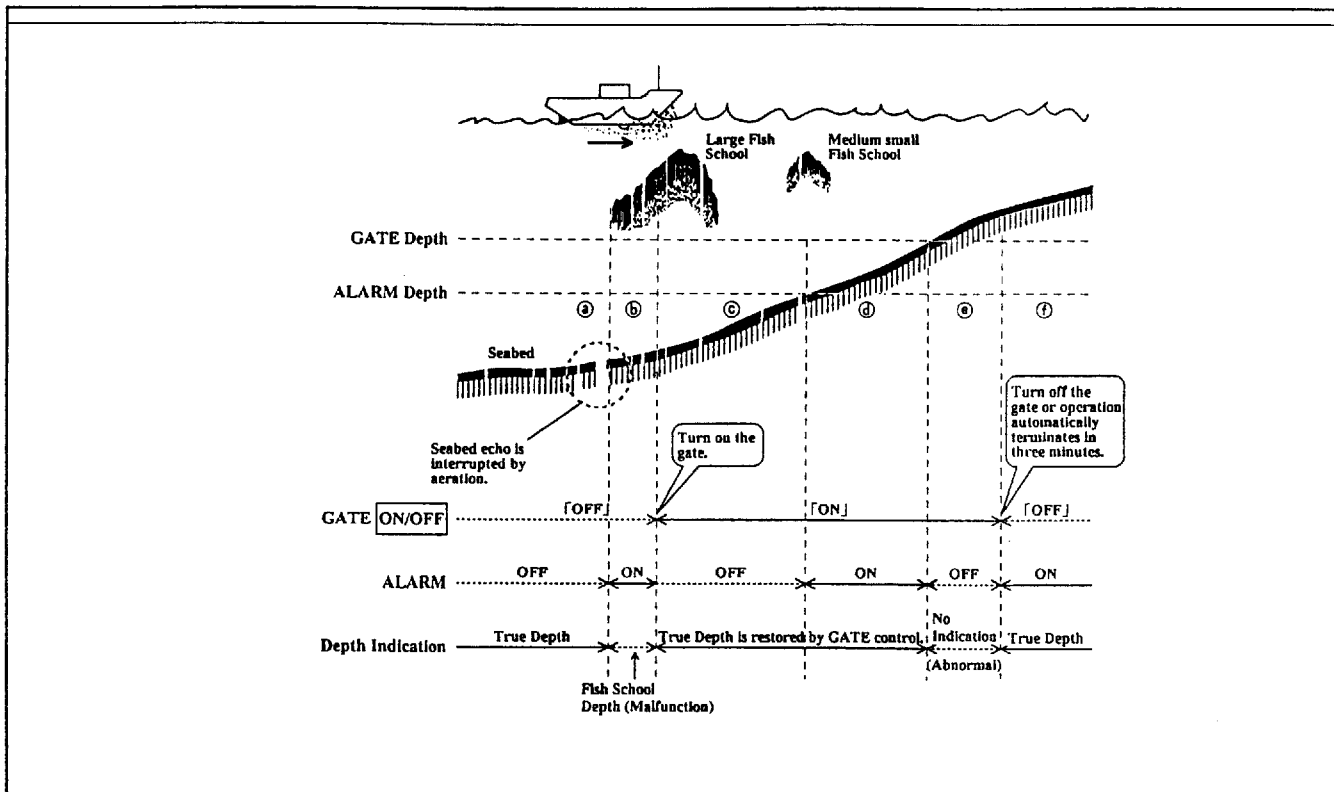 Large Fish
School
Medium small
Fish School
GATE Depth
ALARM Depth
ⓐ ⓑ ⓒ ⓓ ⓔ ⓕ
Seabed
Seabed echo is
interrupted by
aeration.
Turn on the
gate.
Turn off the
gate or operation
automatically
terminates in
three minutes.
GATE ON/OFF 「OFF」 「ON」 「OFF」
ALARM OFF ON OFF ON OFF ON
Depth Indication True Depth True Depth is restored by GATE control. No
Indication
(Abnormal) True Depth
Fish School
Depth (Malfunction)